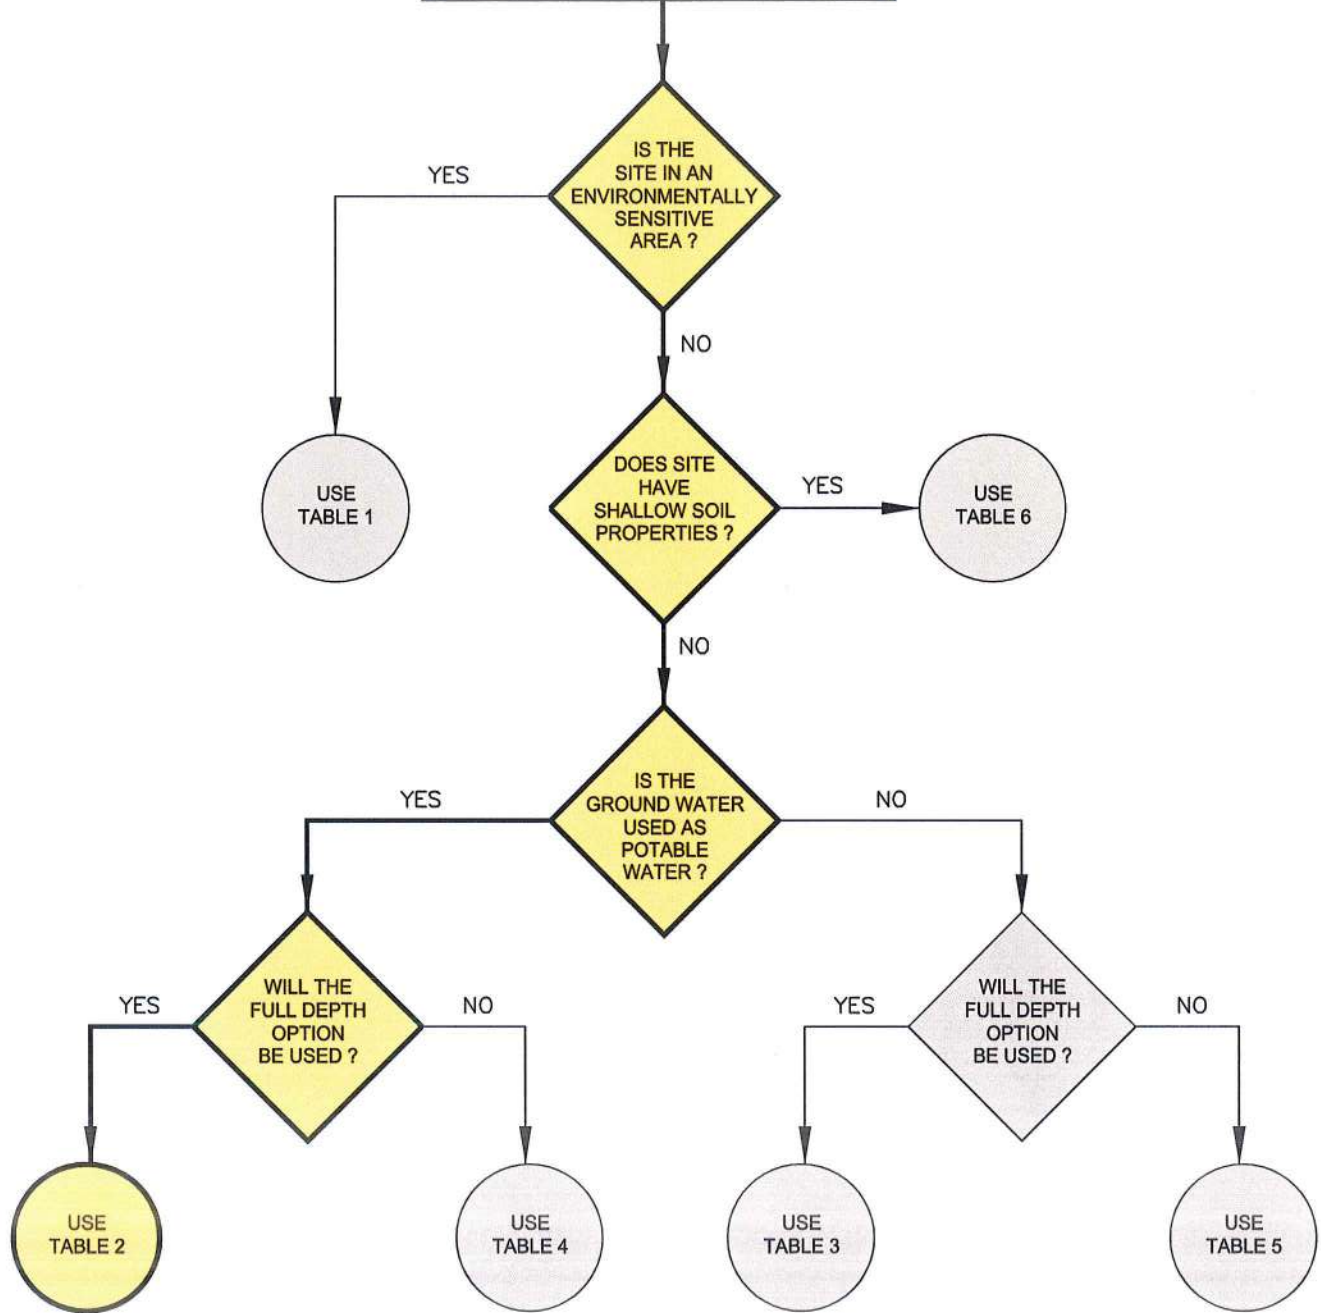 IS THE
SITE IN AN
ENVIRONMENTALLY
SENSITIVE
AREA ?
YES
NO
USE
TABLE 1
DOES SITE
HAVE
SHALLOW SOIL
PROPERTIES ?
YES
USE
TABLE 6
NO
IS THE
GROUND WATER
USED AS
POTABLE
WATER ?
YES
NO
WILL THE
FULL DEPTH
OPTION
BE USED ?
YES
NO
WILL THE
FULL DEPTH
OPTION
BE USED ?
YES
NO
USE
TABLE 2
USE
TABLE 4
USE
TABLE 3
USE
TABLE 5